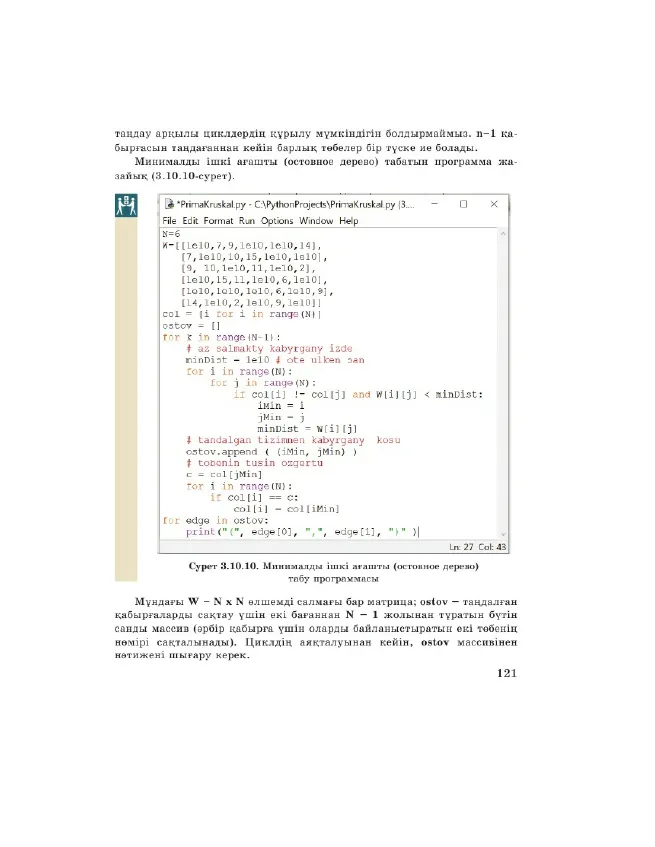 таңдау арқылы циклдердің құрылу мүмкіндігін болдырмаймыз. n−1 қа-
бырғасын таңдағаннан кейін барлық төбелер бір түске ие болады.
Минималды ішкі ағашты (остовное дерево) табатын программа жа-
зайық (3.10.10-сурет).
*PrimaKruskal.py - C:\PythonProjects\PrimaKruskal.py (3....
File Edit Format Run Options Window Help
N=6
W=[[1e10,7,9,1e10,1e10,14],
[7,1e10,10,15,1e10,1e10],
[9, 10,1e10,11,1e10,2],
[1e10,15,11,1e10,6,1e10],
[1e10,1e10,1e10,6,1e10,9],
[14,1e10,2,1e10,9,1e10]]
col = [i for i in range(N)]
ostov = []
for k in range(N-1):
# az salmakty kabyrgany izde
minDist = 1e10 # ote ulken san
for i in range(N):
for j in range(N):
if col[i] != col[j] and W[i][j] < minDist:
iMin = i
jMin = j
minDist = W[i][j]
# tandalgan tizimnen kabyrgany kosu
ostov.append ( (iMin, jMin) )
# tobenin tusin ozgertu
c = col[jMin]
for i in range(N):
if col[i] == c:
col[i] = col[iMin]
for edge in ostov:
print("(", edge[0], ",", edge[1], ")" )
Ln: 27 Col: 43
Сурет 3.10.10. Минималды ішкі ағашты (остовное дерево)
табу программасы
Мұндағы W – N x N өлшемді салмағы бар матрица; ostov – таңдалған
қабырғаларды сақтау үшін екі бағаннан N − 1 жолынан тұратын бүтін
санды массив (әрбір қабырға үшін оларды байланыстыратын екі төбенің
нөмірі сақталынады). Циклдің аяқталуынан кейін, ostov массивінен
нәтижені шығару керек.
121